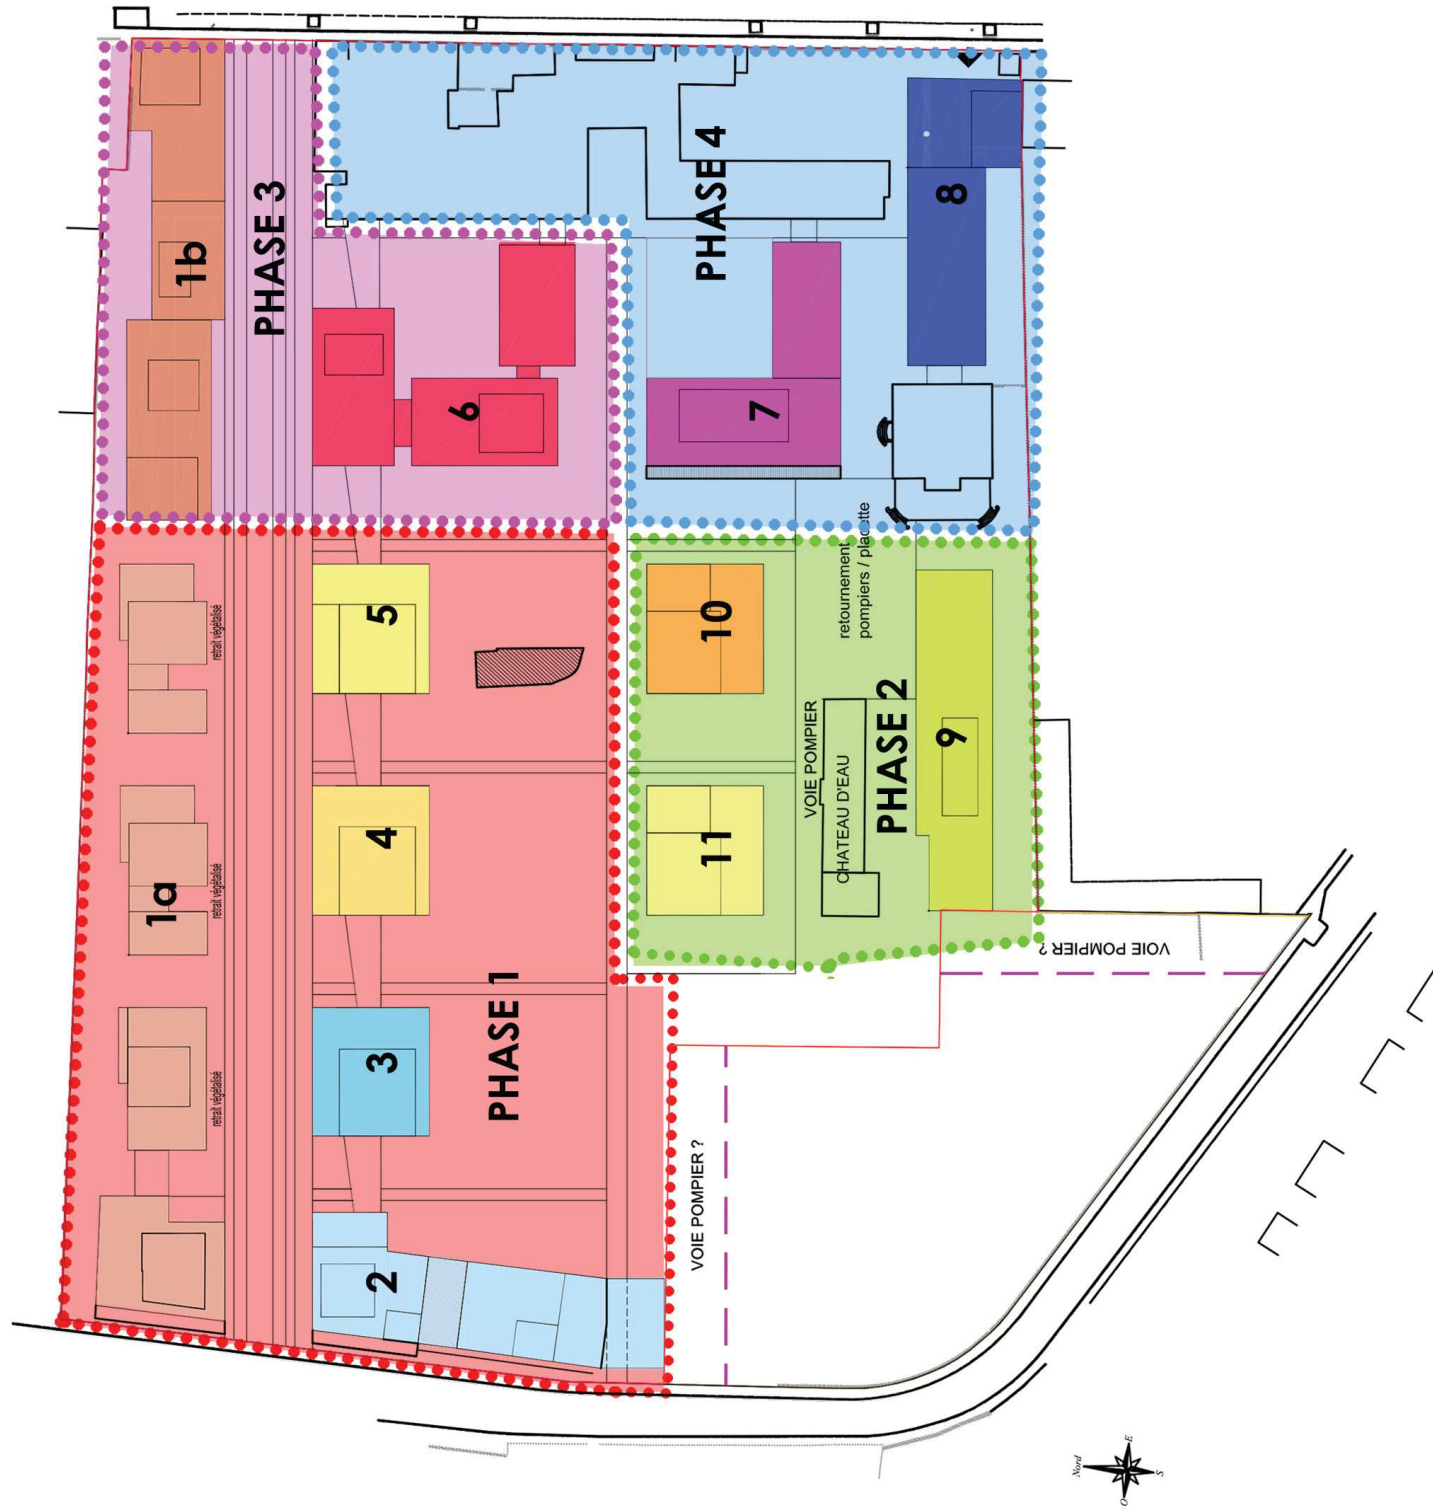 1b
PHASE 3
PHASE 4
8
6
7
retournement
pompiers / placette
retrait végétalisé
5
10
VOIE POMPIER
CHATEAU D'EAU
PHASE 2
9
1a
retrait végétalisé
4
11
VOIE POMPIER ?
retrait végétalisé
3
PHASE 1
VOIE POMPIER ?
2
Nord
E
S
O